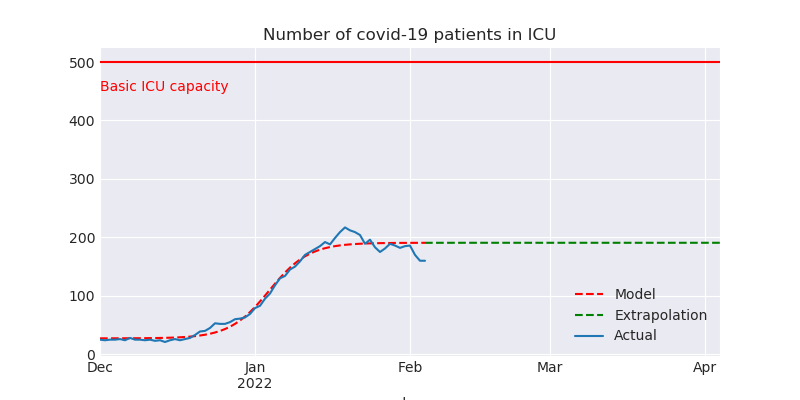 Number of covid-19 patients in ICU
500
Basic ICU capacity
400
300
200
100
0
Model
Extrapolation
Actual
Dec
Jan
2022
Feb
Mar
Apr